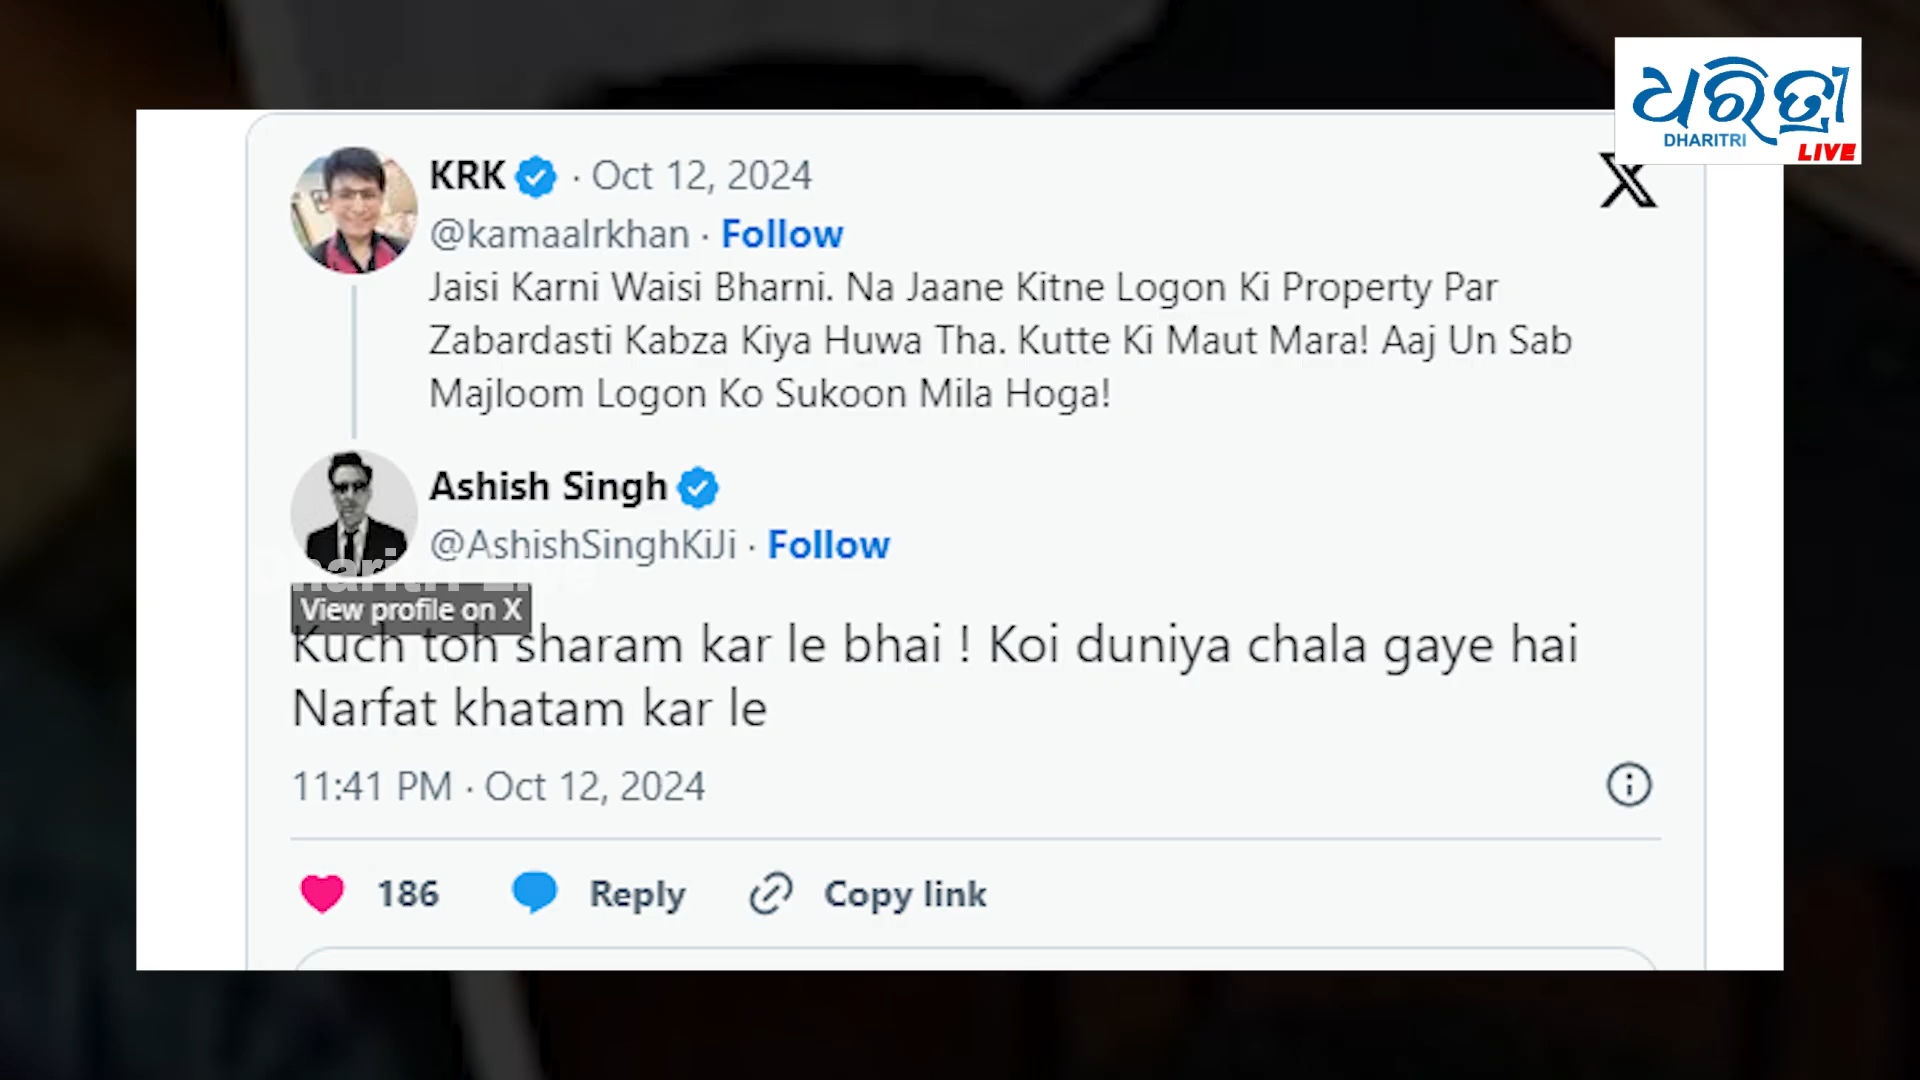 ଧରିତ୍ରୀ
DHARITRI
LIVE
KRK · Oct 12, 2024
@kamaalrkhan · Follow
Jaisi Karni Waisi Bharni. Na Jaane Kitne Logon Ki Property Par
Zabardasti Kabza Kiya Huwa Tha. Kutte Ki Maut Mara! Aaj Un Sab
Majloom Logon Ko Sukoon Mila Hoga!
Ashish Singh
@AshishSinghKiJi · Follow
Dharitri Live
View profile on X
Kuch toh sharam kar le bhai ! Koi duniya chala gaye hai
Narfat khatam kar le
11:41 PM · Oct 12, 2024
186 Reply Copy link